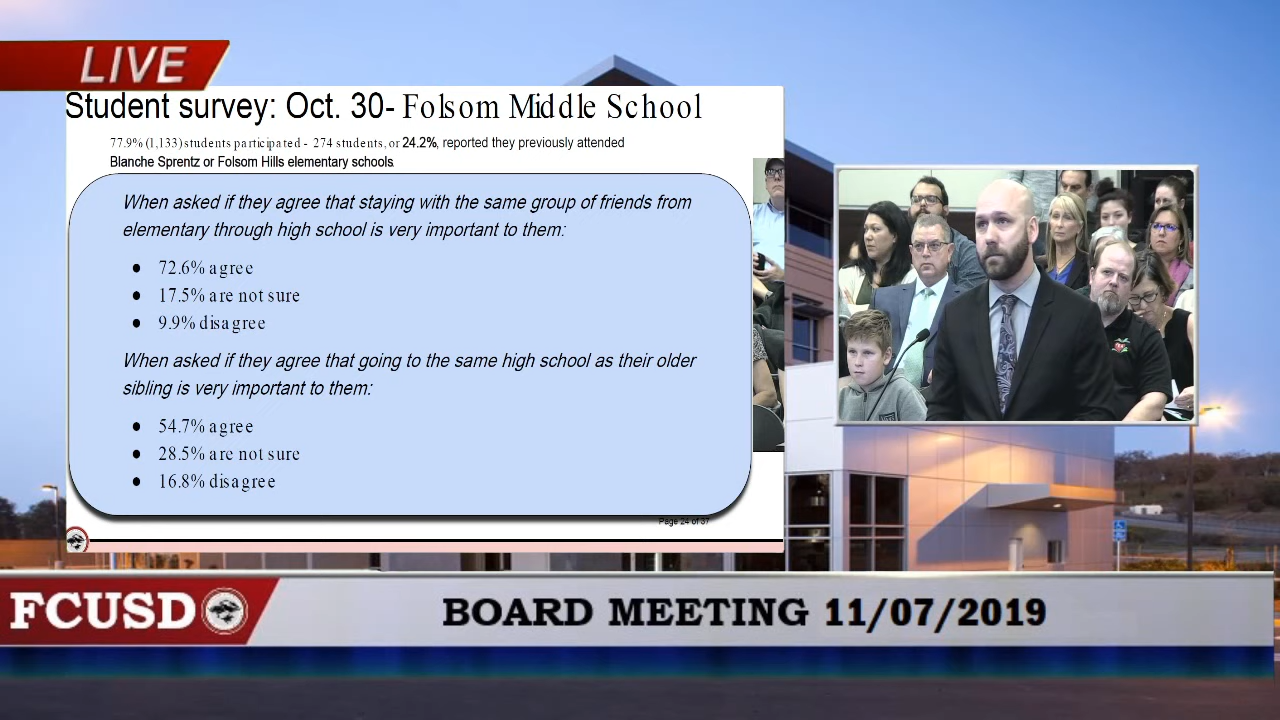 LIVE
Student survey: Oct. 30- Folsom Middle School
77.9% (1,133) students participated - 274 students, or 24.2%, reported they previously attended
Blanche Sprentz or Folsom Hills elementary schools.
When asked if they agree that staying with the same group of friends from
elementary through high school is very important to them:
● 72.6% agree
● 17.5% are not sure
● 9.9% disagree
When asked if they agree that going to the same high school as their older
sibling is very important to them:
● 54.7% agree
● 28.5% are not sure
● 16.8% disagree
Page 24 of 37
FCUSD
BOARD MEETING 11/07/2019